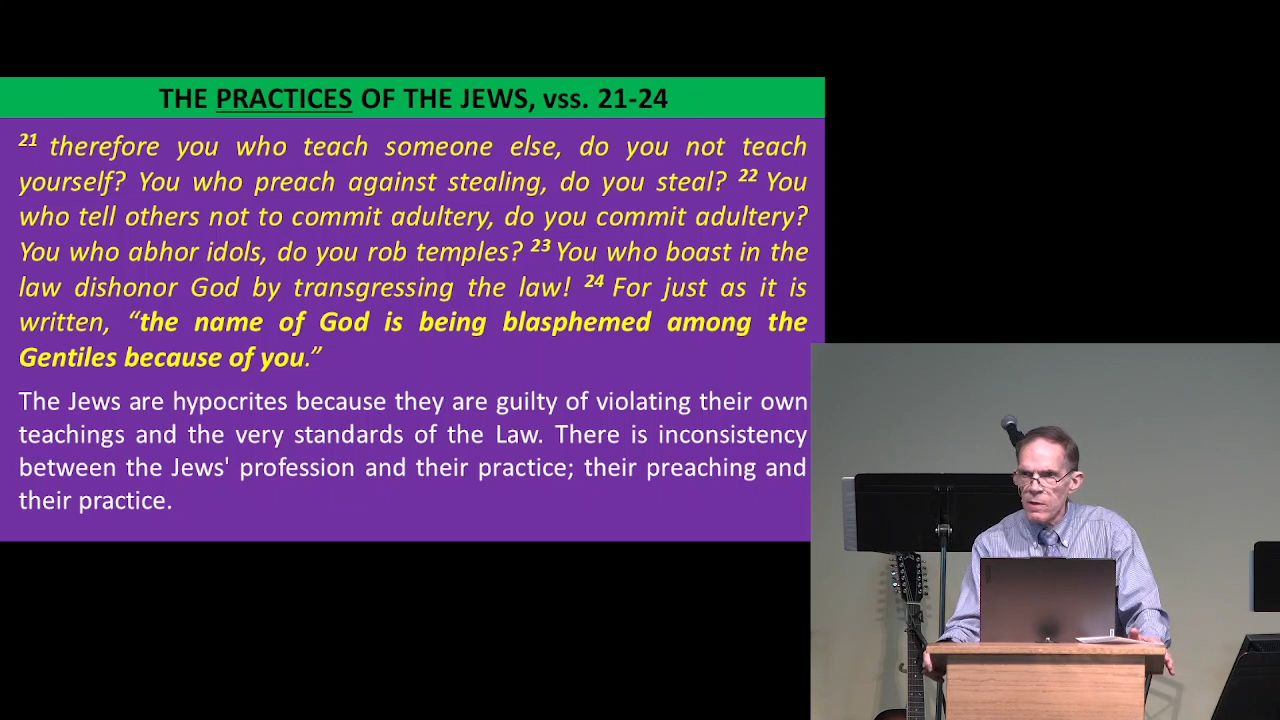 THE PRACTICES OF THE JEWS, vss. 21-24
21 therefore you who teach someone else, do you not teach
yourself? You who preach against stealing, do you steal? 22 You
who tell others not to commit adultery, do you commit adultery?
You who abhor idols, do you rob temples? 23 You who boast in the
law dishonor God by transgressing the law! 24 For just as it is
written, “the name of God is being blasphemed among the
Gentiles because of you.”
The Jews are hypocrites because they are guilty of violating their own
teachings and the very standards of the Law. There is inconsistency
between the Jews' profession and their practice; their preaching and
their practice.